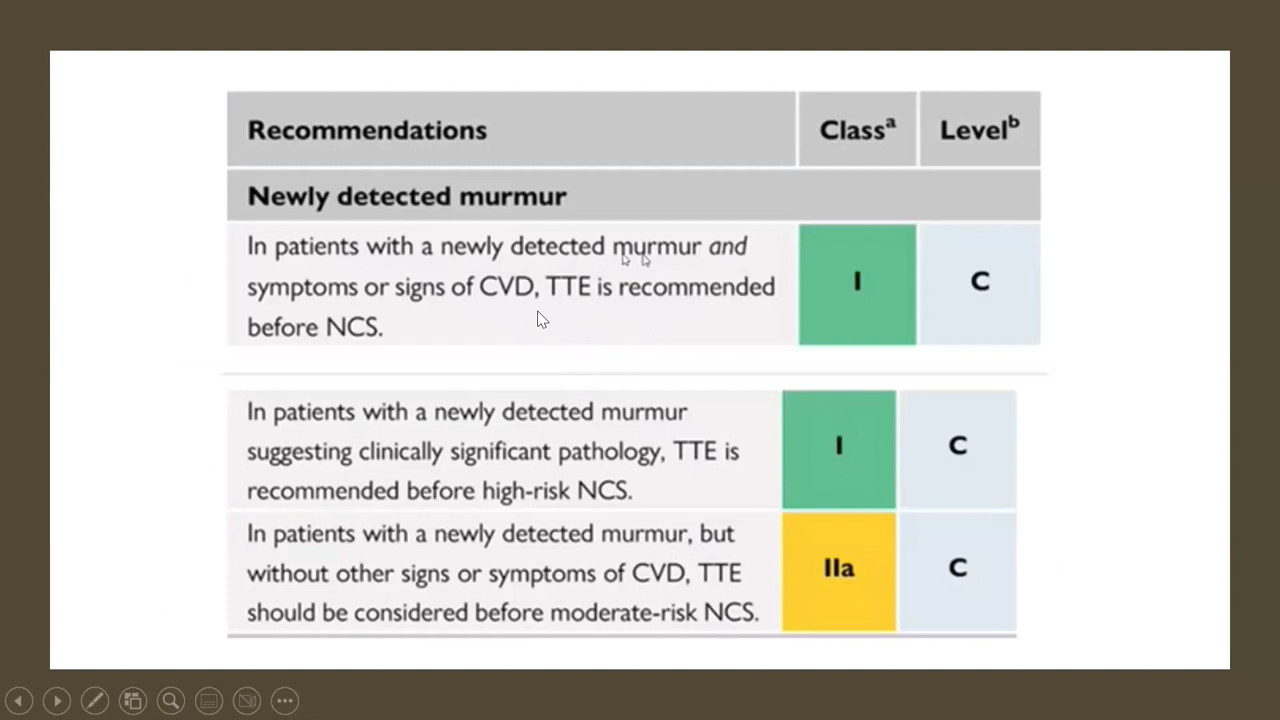 Recommendations Classª Levelᵇ
Newly detected murmur
In patients with a newly detected murmur and
symptoms or signs of CVD, TTE is recommended
before NCS.
I C
In patients with a newly detected murmur
suggesting clinically significant pathology, TTE is
recommended before high-risk NCS.
I C
In patients with a newly detected murmur, but
without other signs or symptoms of CVD, TTE
should be considered before moderate-risk NCS.
IIa C